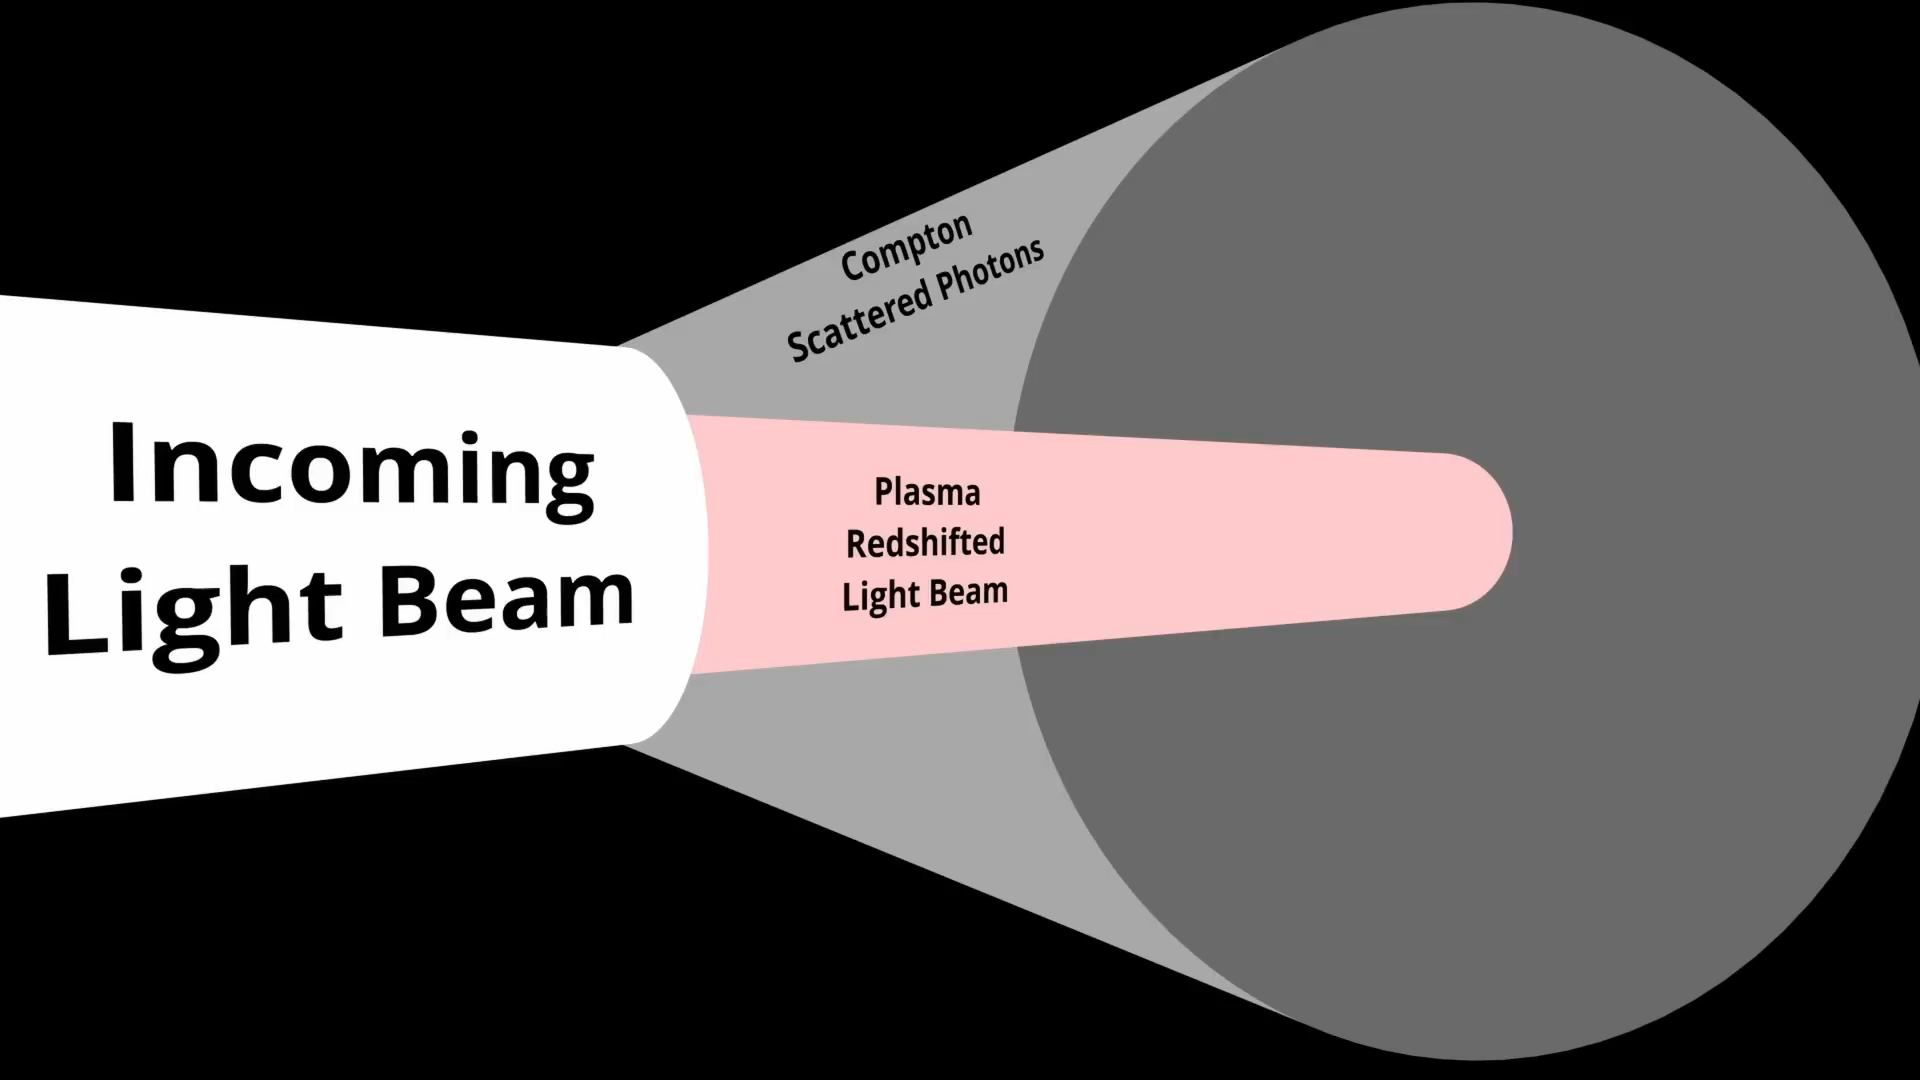 Incoming
Light Beam
Compton
Scattered Photons
Plasma
Redshifted
Light Beam